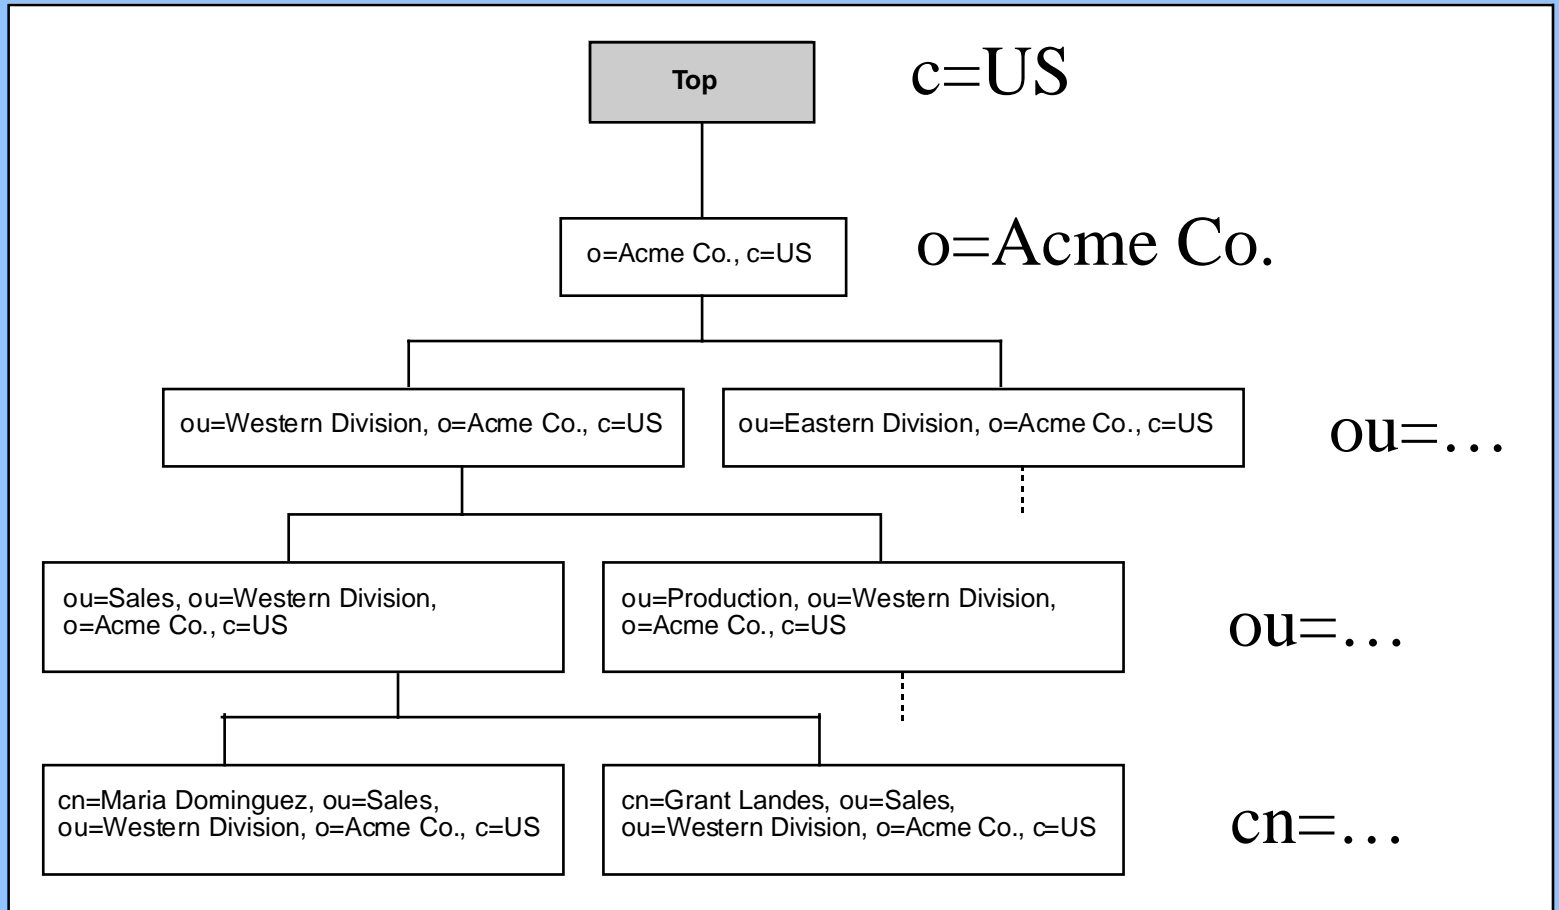 Top
c=US
o=Acme Co., c=US
o=Acme Co.
ou=Western Division, o=Acme Co., c=US
ou=Eastern Division, o=Acme Co., c=US
ou=…
ou=Sales, ou=Western Division,
o=Acme Co., c=US
ou=Production, ou=Western Division,
o=Acme Co., c=US
ou=…
cn=Maria Dominguez, ou=Sales,
ou=Western Division, o=Acme Co., c=US
cn=Grant Landes, ou=Sales,
ou=Western Division, o=Acme Co., c=US
cn=…